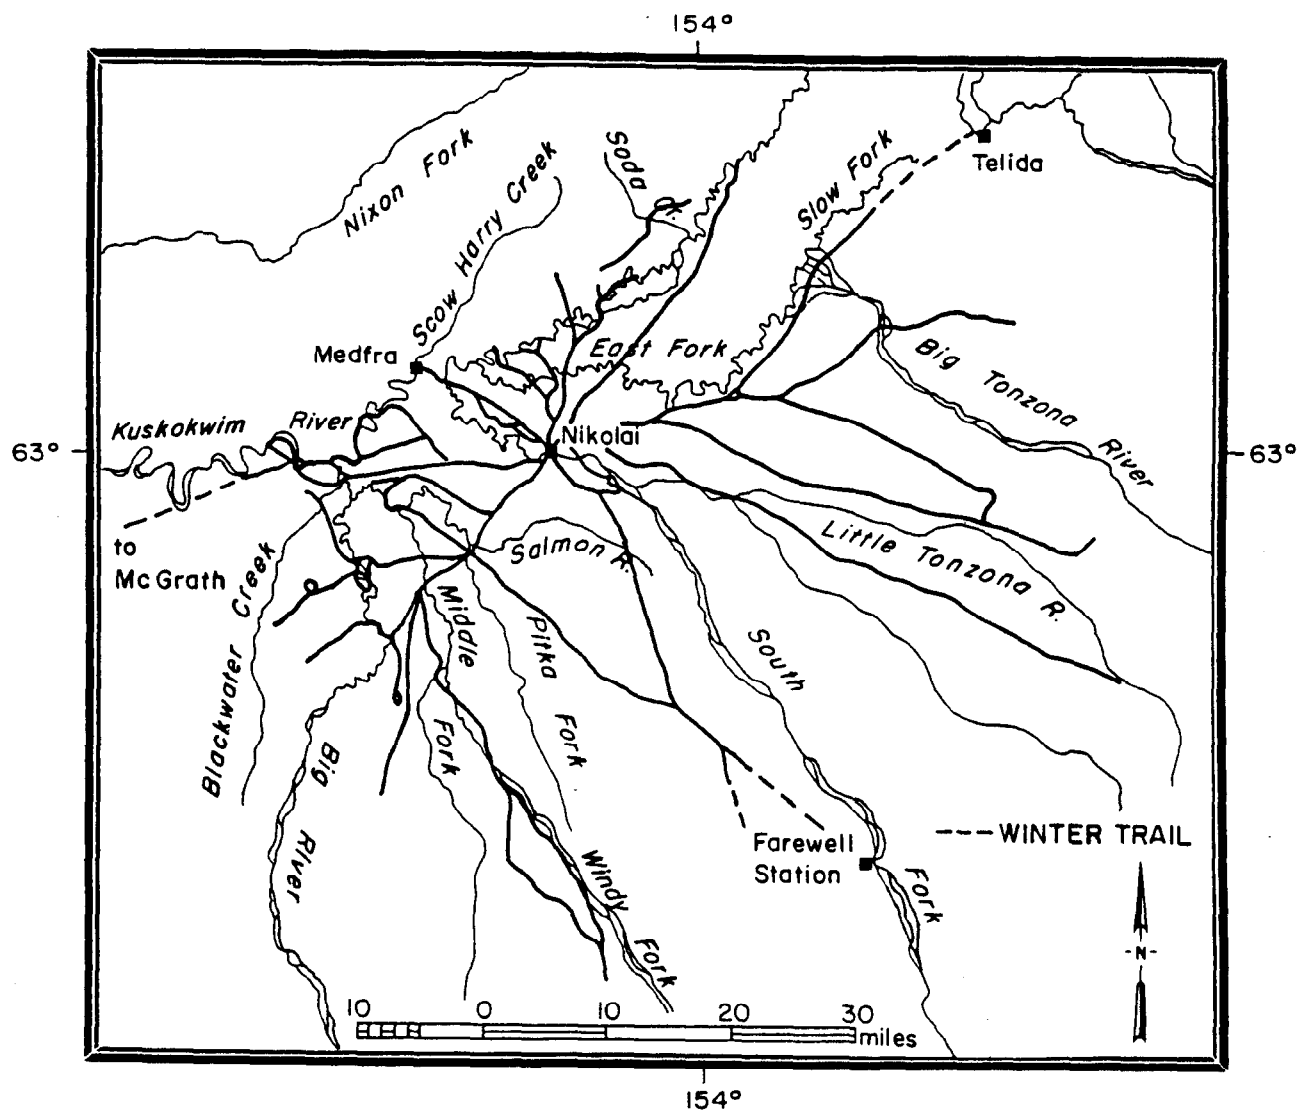 154°
Nixon Fork
Scow Harry Creek
Soda
Ck.
Slow Fork
Telida
Medfra
East Fork
Big Tonzona River
Kuskokwim River
Nikolai
63°
63°
to
McGrath
Salmon R.
Little Tonzona R.
Blackwater Creek
Middle
Fork
Pitka
Fork
South
Fork
Big
River
Windy
Fork
Farewell
Station
---WINTER TRAIL
-N-
10 0 10 20 30
miles
154°